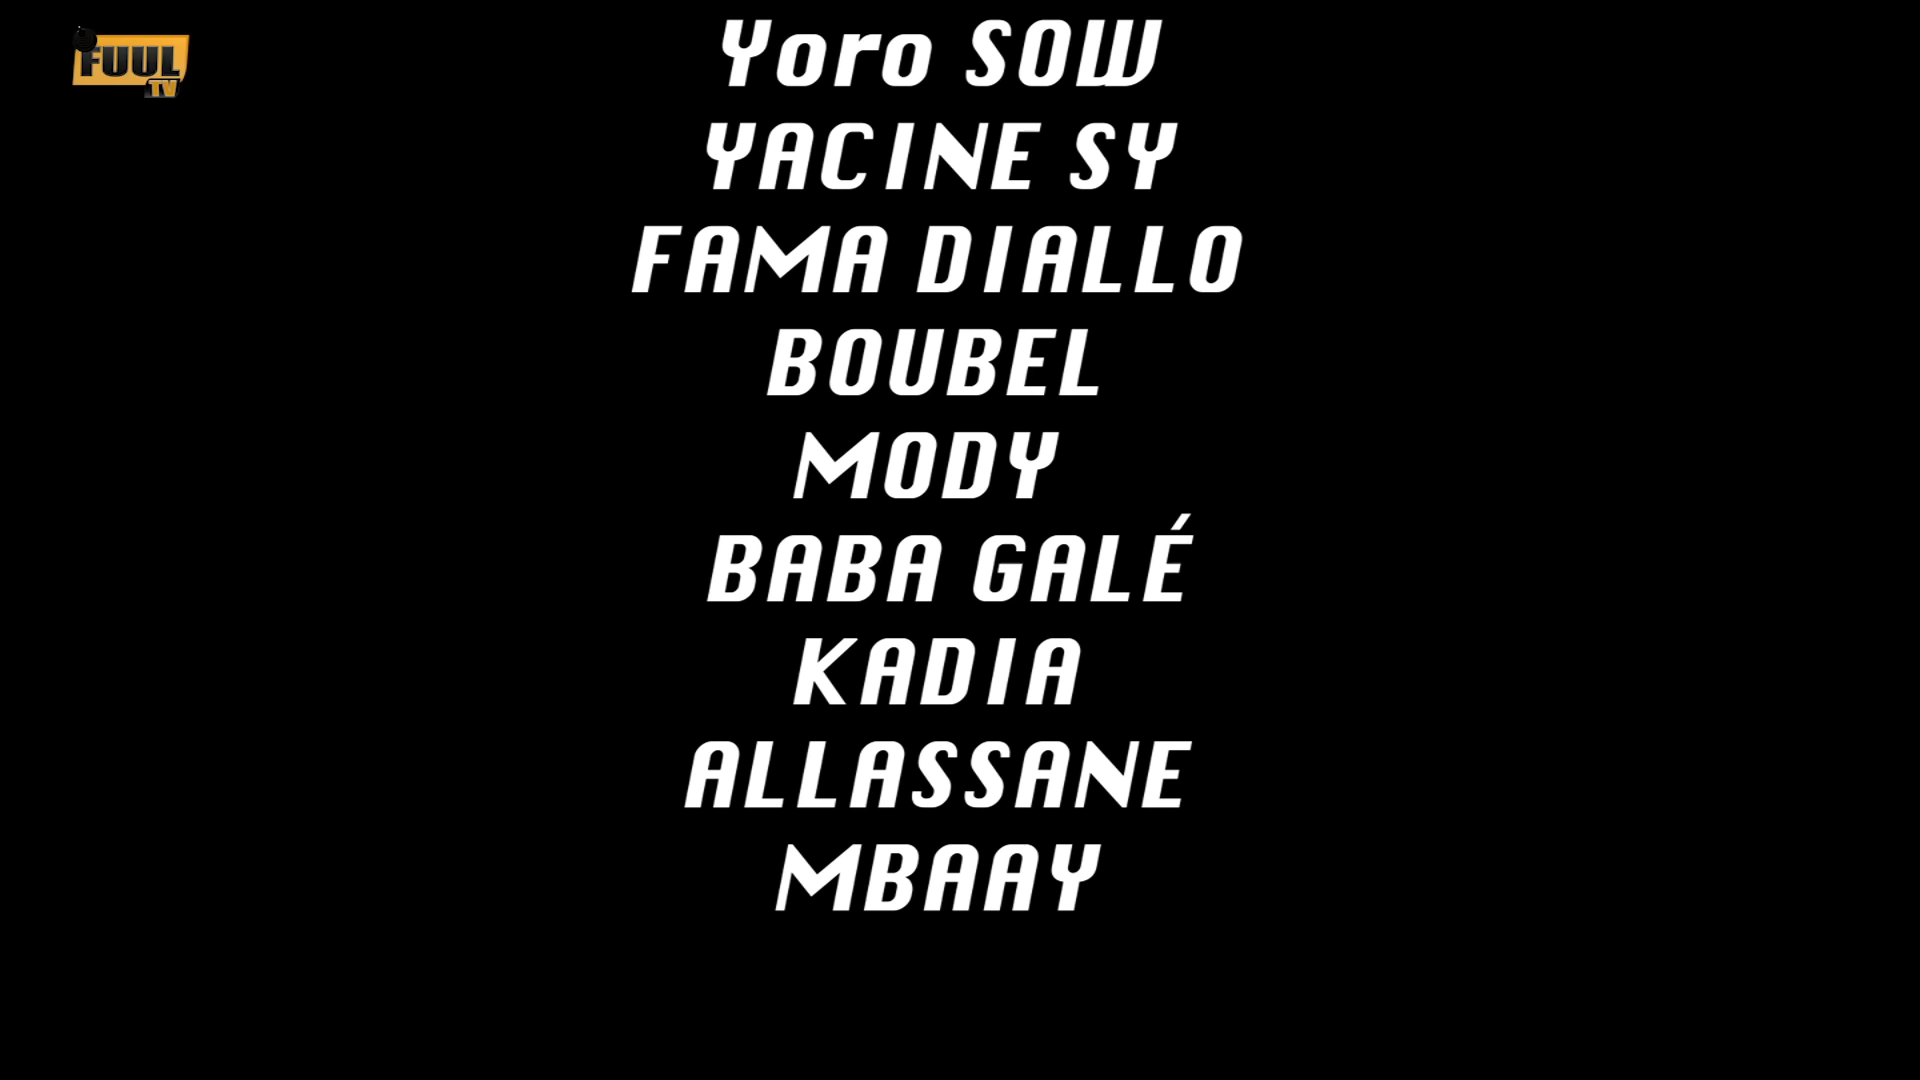 FUUL
TV
Yoro SOW
YACINE SY
FAMA DIALLO
BOUBEL
MODY
BABA GALÉ
KADIA
ALLASSANE
MBAAY